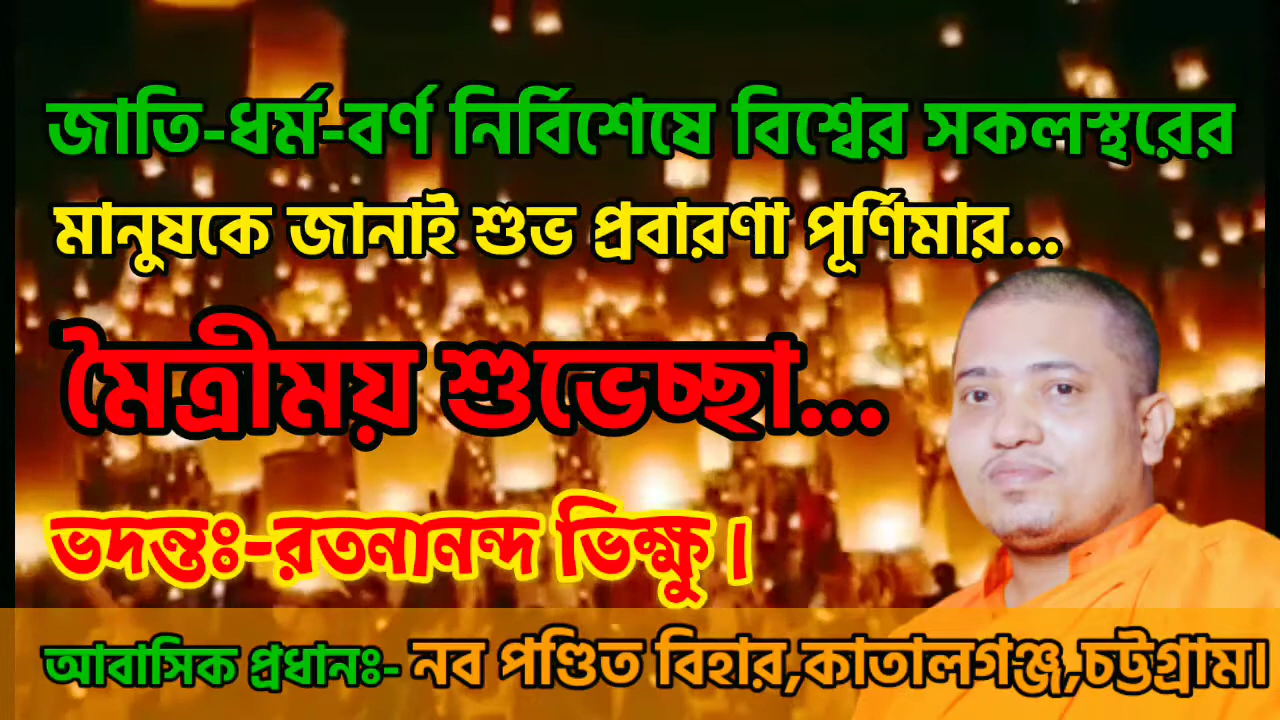 জাতি-ধর্ম-বর্ণ নির্বিশেষে বিশ্বের সকলস্থরের
মানুষকে জানাই শুভ প্রবারণা পূর্ণিমার...
মৈত্রীময় শুভেচ্ছা...
ভদন্তঃ-রতনানন্দ ভিক্ষু।
আবাসিক প্রধানঃ- নব পণ্ডিত বিহার,কাতালগঞ্জ,চট্টগ্রাম।